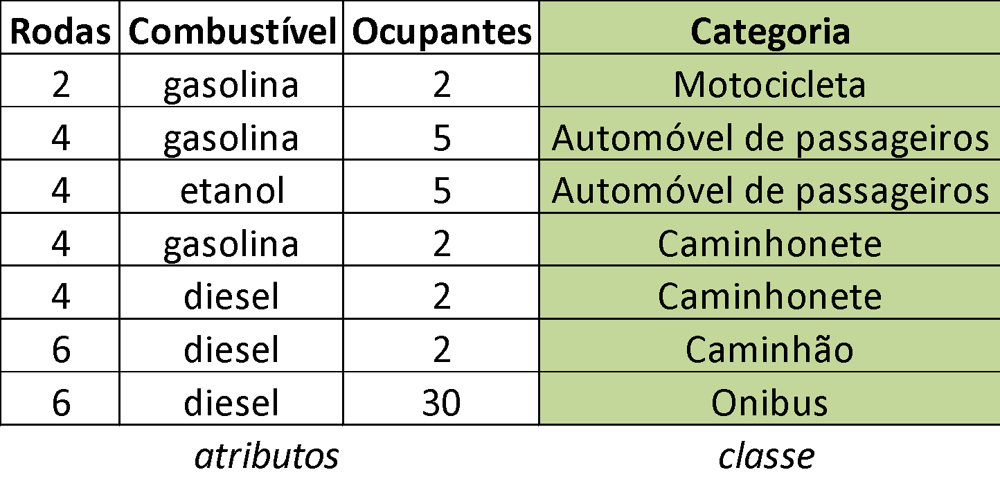 Rodas Combustível Ocupantes Categoria
2 gasolina 2 Motocicleta
4 gasolina 5 Automóvel de passageiros
4 etanol 5 Automóvel de passageiros
4 gasolina 2 Caminhonete
4 diesel 2 Caminhonete
6 diesel 2 Caminhão
6 diesel 30 Onibus
atributos classe